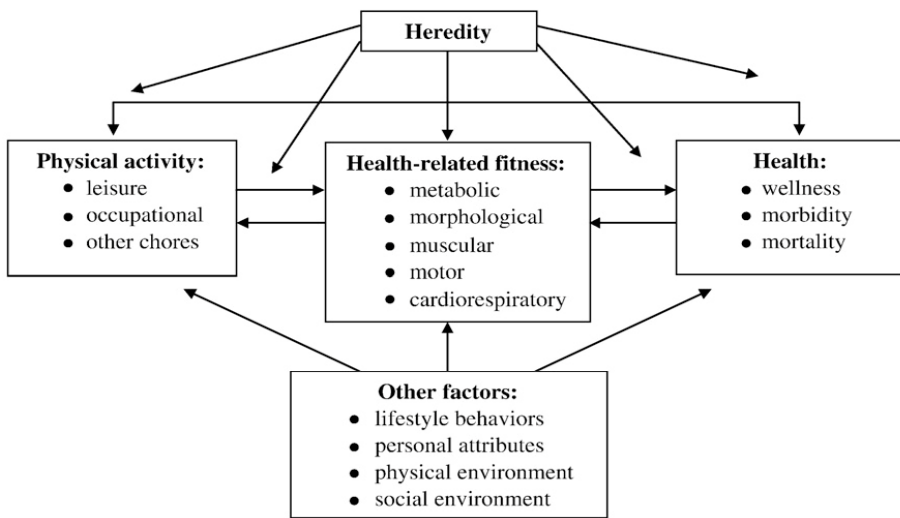 Heredity
Physical activity:
• leisure
• occupational
• other chores
Health-related fitness:
• metabolic
• morphological
• muscular
• motor
• cardiorespiratory
Health:
• wellness
• morbidity
• mortality
Other factors:
• lifestyle behaviors
• personal attributes
• physical environment
• social environment